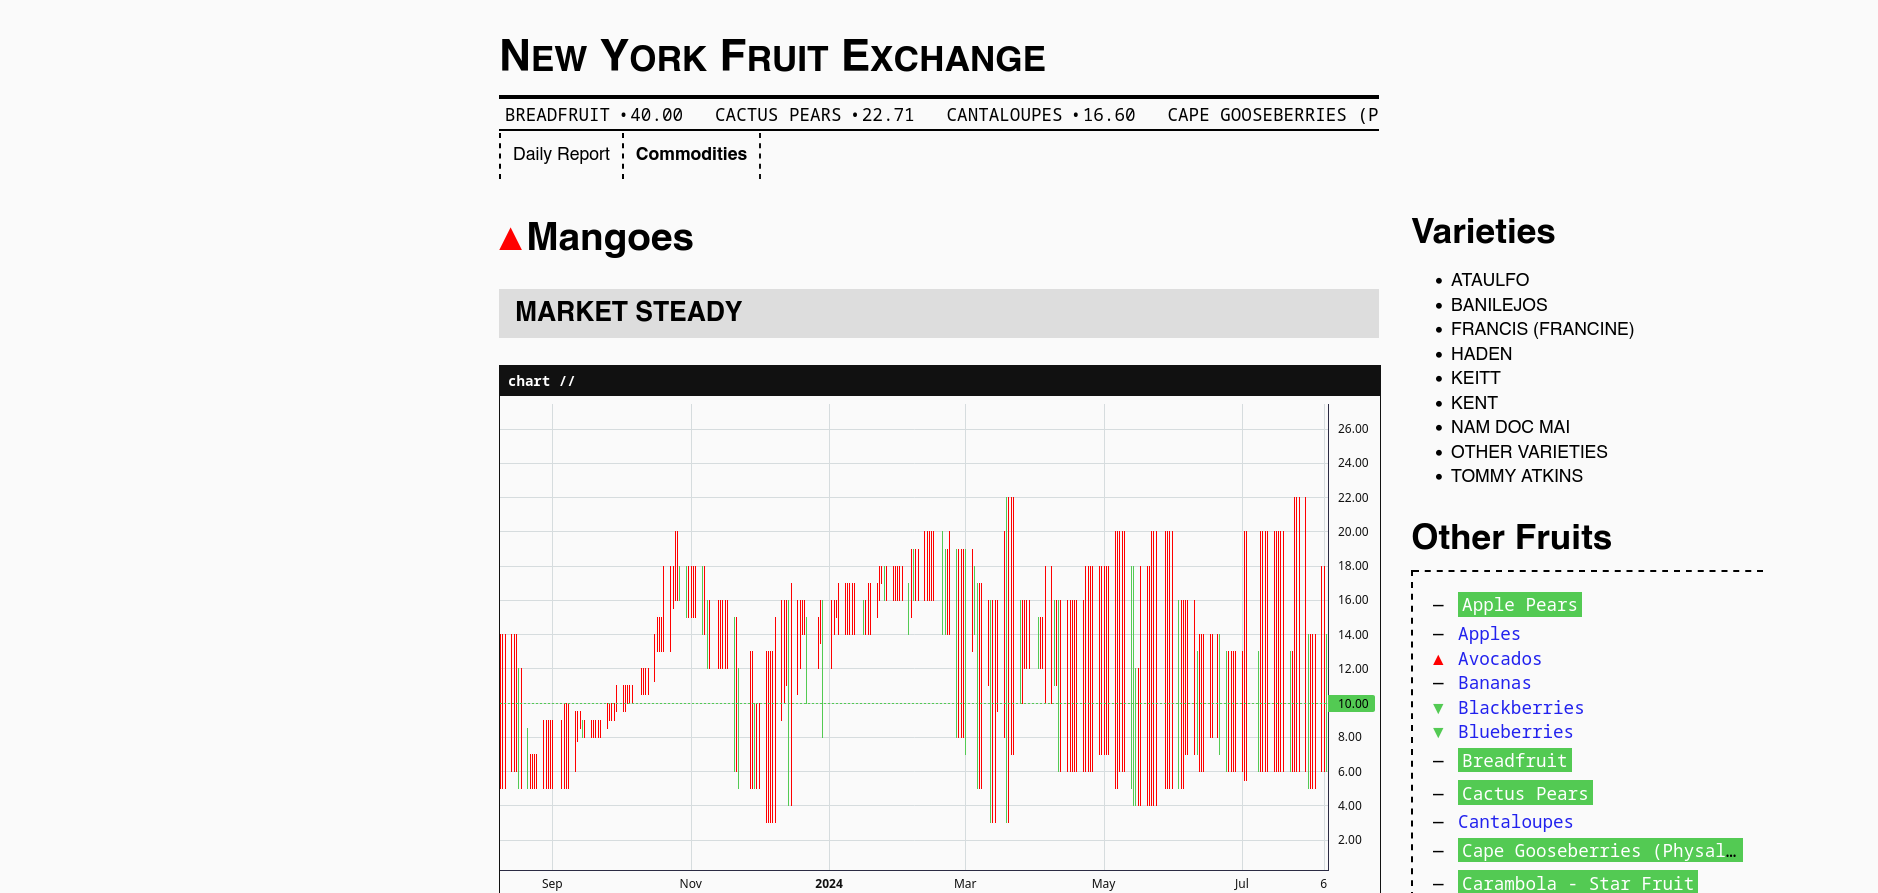 NEW YORK FRUIT EXCHANGE
BREADFRUIT •40.00 CACTUS PEARS •22.71 CANTALOUPES •16.60 CAPE GOOSEBERRIES (P
Daily Report
Commodities
▲Mangoes
MARKET STEADY
chart //
26.00
24.00
22.00
20.00
18.00
16.00
14.00
12.00
10.00
8.00
6.00
4.00
2.00
Sep Nov 2024 Mar May Jul 6
Varieties
• ATAULFO
• BANILEJOS
• FRANCIS (FRANCINE)
• HADEN
• KEITT
• KENT
• NAM DOC MAI
• OTHER VARIETIES
• TOMMY ATKINS
Other Fruits
– Apple Pears
– Apples
▲ Avocados
– Bananas
▼ Blackberries
▼ Blueberries
– Breadfruit
– Cactus Pears
– Cantaloupes
– Cape Gooseberries (Physal…
– Carambola - Star Fruit